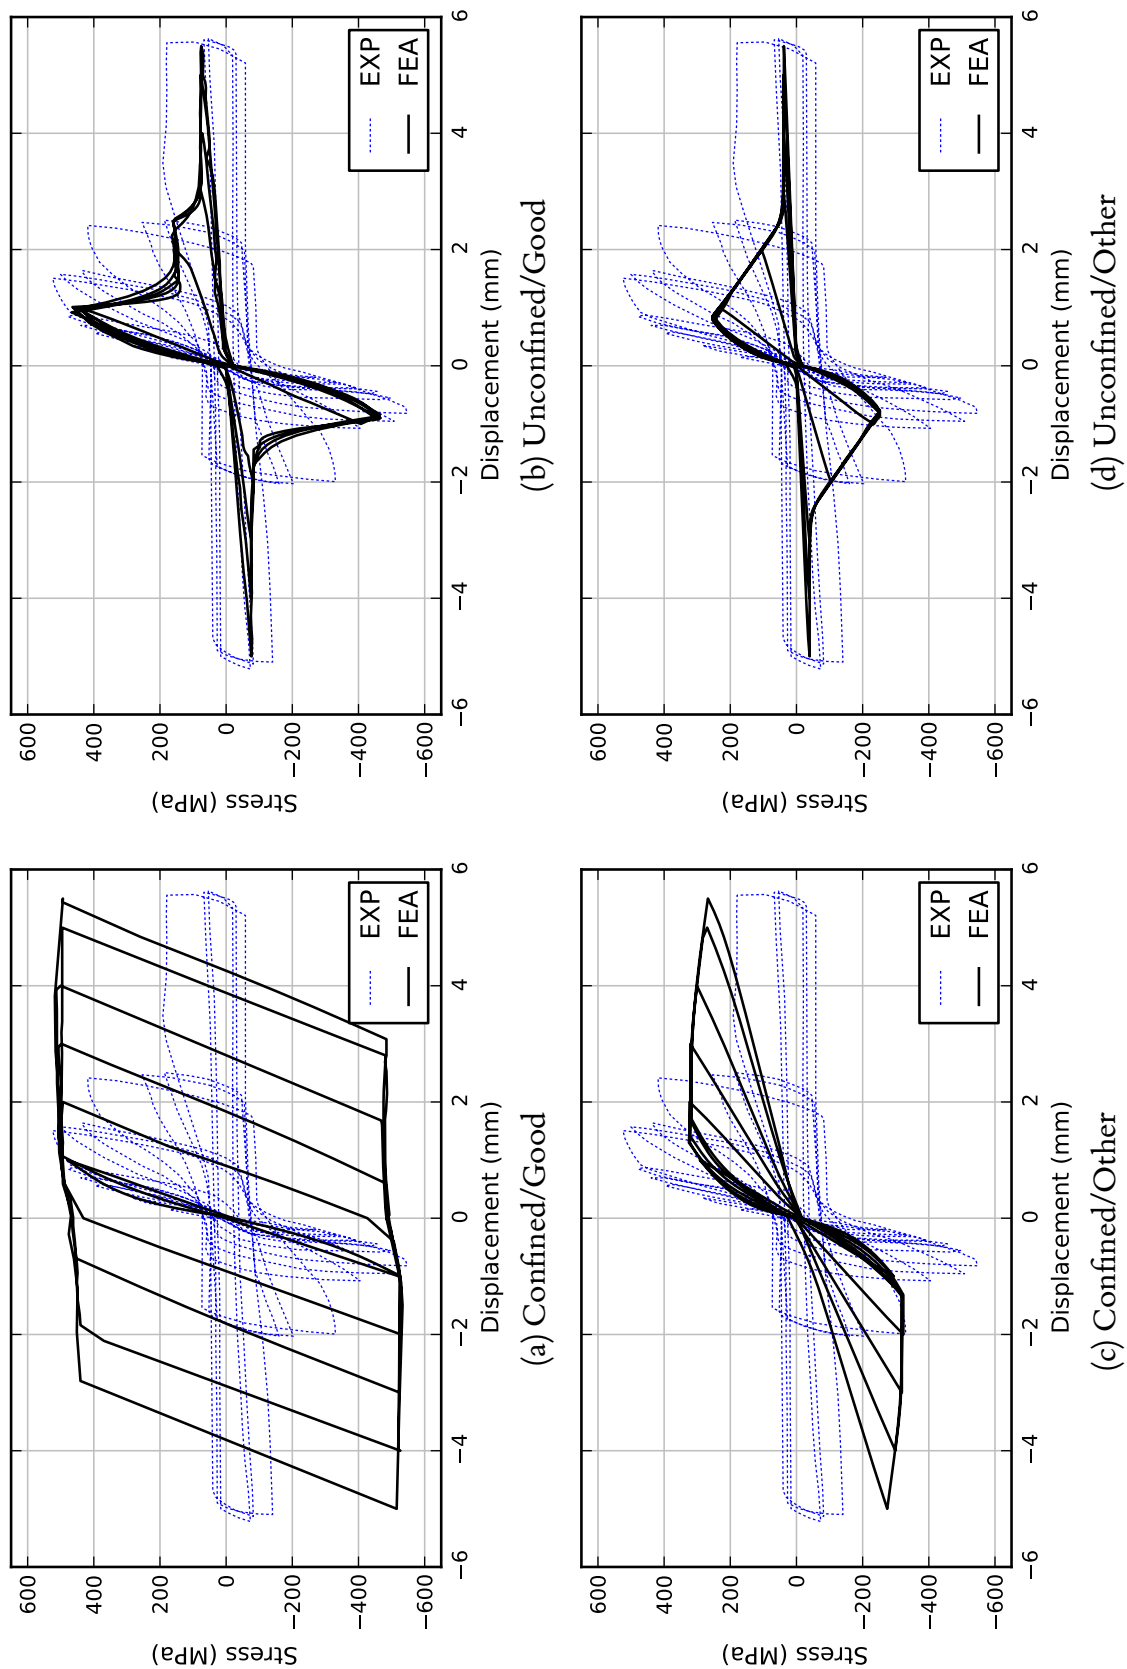 600
400
200
0
−200
−400
−600
−6
−4
−2
0
2
4
6
Stress (MPa)
Displacement (mm)
EXP
FEA
(a) Confined/Good
600
400
200
0
−200
−400
−600
−6
−4
−2
0
2
4
6
Stress (MPa)
Displacement (mm)
EXP
FEA
(b) Unconfined/Good
600
400
200
0
−200
−400
−600
−6
−4
−2
0
2
4
6
Stress (MPa)
Displacement (mm)
EXP
FEA
(c) Confined/Other
600
400
200
0
−200
−400
−600
−6
−4
−2
0
2
4
6
Stress (MPa)
Displacement (mm)
EXP
FEA
(d) Unconfined/Other